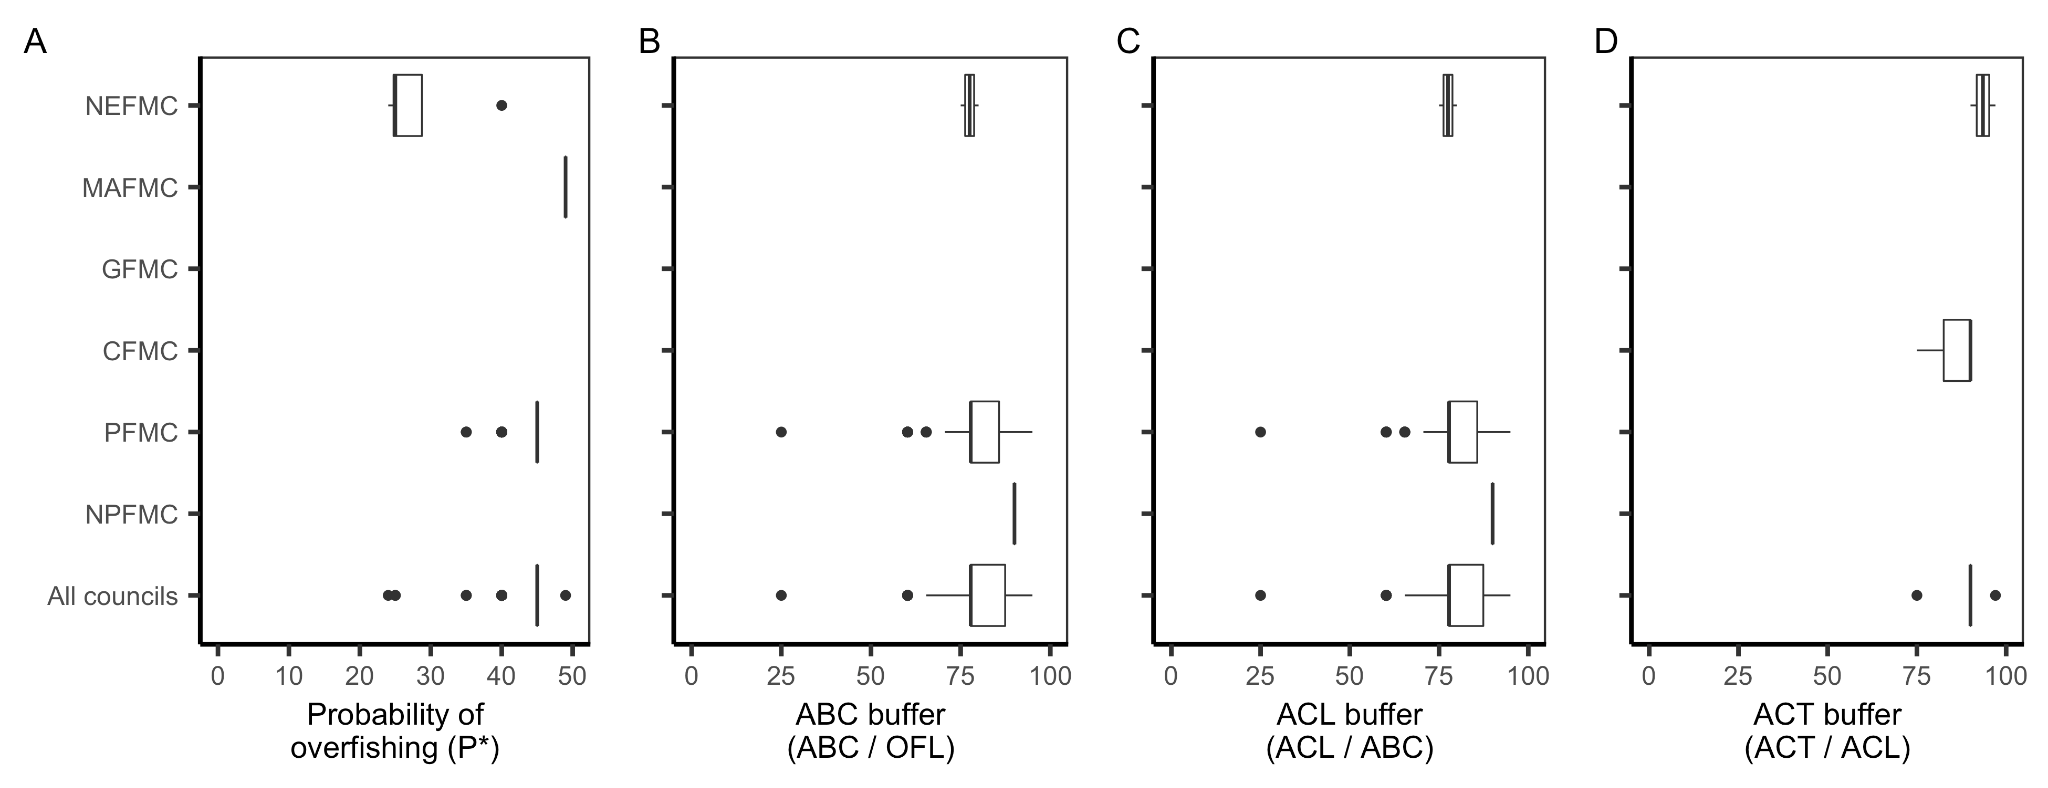 A
B
C
D
NEFMC
MAFMC
GFMC
CFMC
PFMC
NPFMC
All councils
0 10 20 30 40 50
0 25 50 75 100
0 25 50 75 100
0 25 50 75 100
Probability of
overfishing (P*)
ABC buffer
(ABC / OFL)
ACL buffer
(ACL / ABC)
ACT buffer
(ACT / ACL)